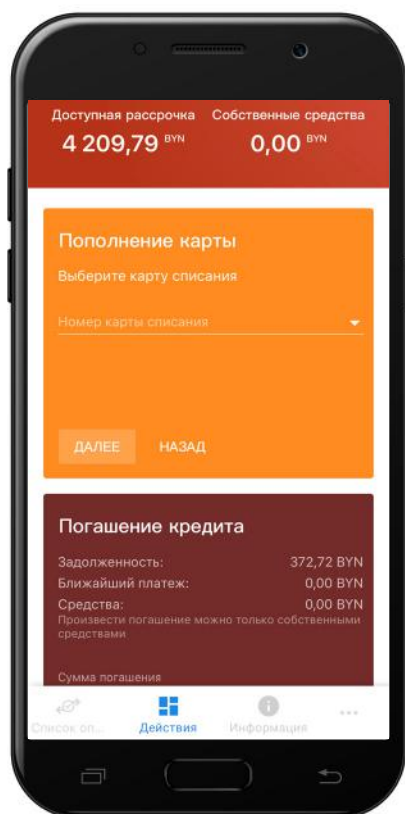 Доступная рассрочка Собственные средства
4 209,79 BYN 0,00 BYN
Пополнение карты
Выберите карту списания
Номер карты списания
ДАЛЕЕ НАЗАД
Погашение кредита
Задолженность: 372,72 BYN
Ближайший платеж: 0,00 BYN
Средства: 0,00 BYN
Произвести погашение можно только собственными
средствами
Сумма погашения
Список оп... Действия Информация ...